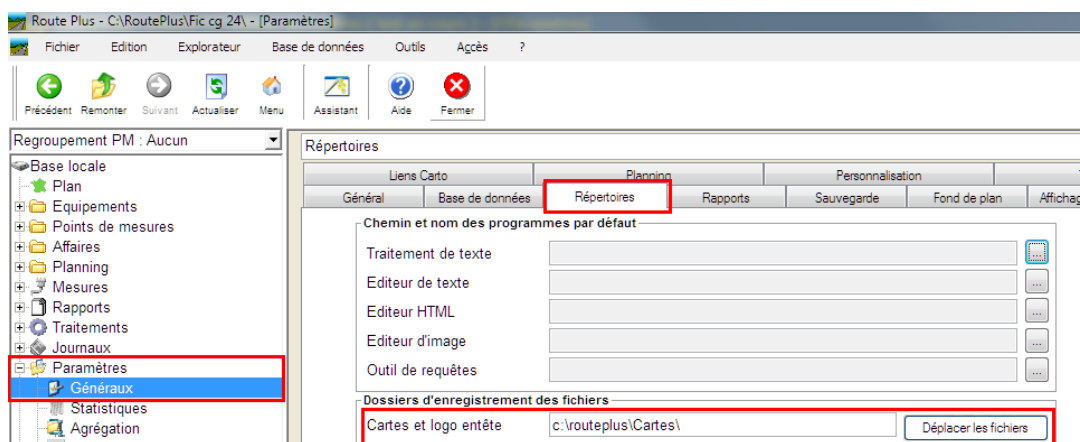 Route Plus - C:\RoutePlus\Fic cg 24\ - [Paramètres]
Fichier Edition Explorateur Base de données Outils Accès ?
Précédent Remonter Suivant Actualiser Menu Assistant Aide Fermer
Regroupement PM : Aucun
Base locale
Plan
Equipements
Points de mesures
Affaires
Planning
Mesures
Rapports
Traitements
Journaux
Paramètres
Généraux
Statistiques
Agrégation
Répertoires
Liens Carto Planning Personnalisation
Général Base de données Répertoires Rapports Sauvegarde Fond de plan Affichag
Chemin et nom des programmes par défaut
Traitement de texte ...
Editeur de texte ...
Editeur HTML ...
Editeur d'image ...
Outil de requêtes ...
Dossiers d'enregistrement des fichiers
Cartes et logo entête c:\routeplus\Cartes\ Déplacer les fichiers